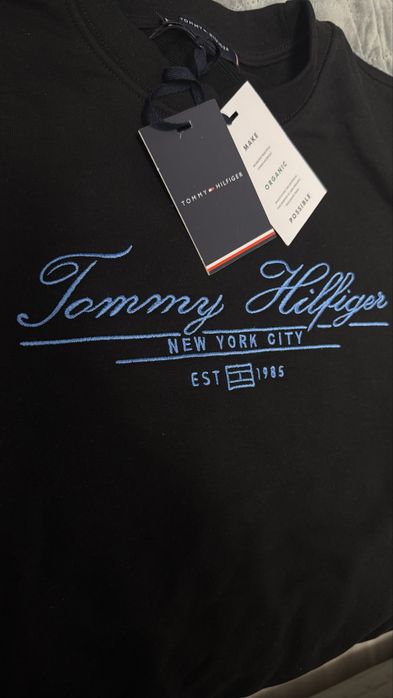 TOMMY HILFIGER
TOMMY HILFIGER
MAKE
ORGANIC
POSSIBLE
Tommy Hilfiger
NEW YORK CITY
EST 1985